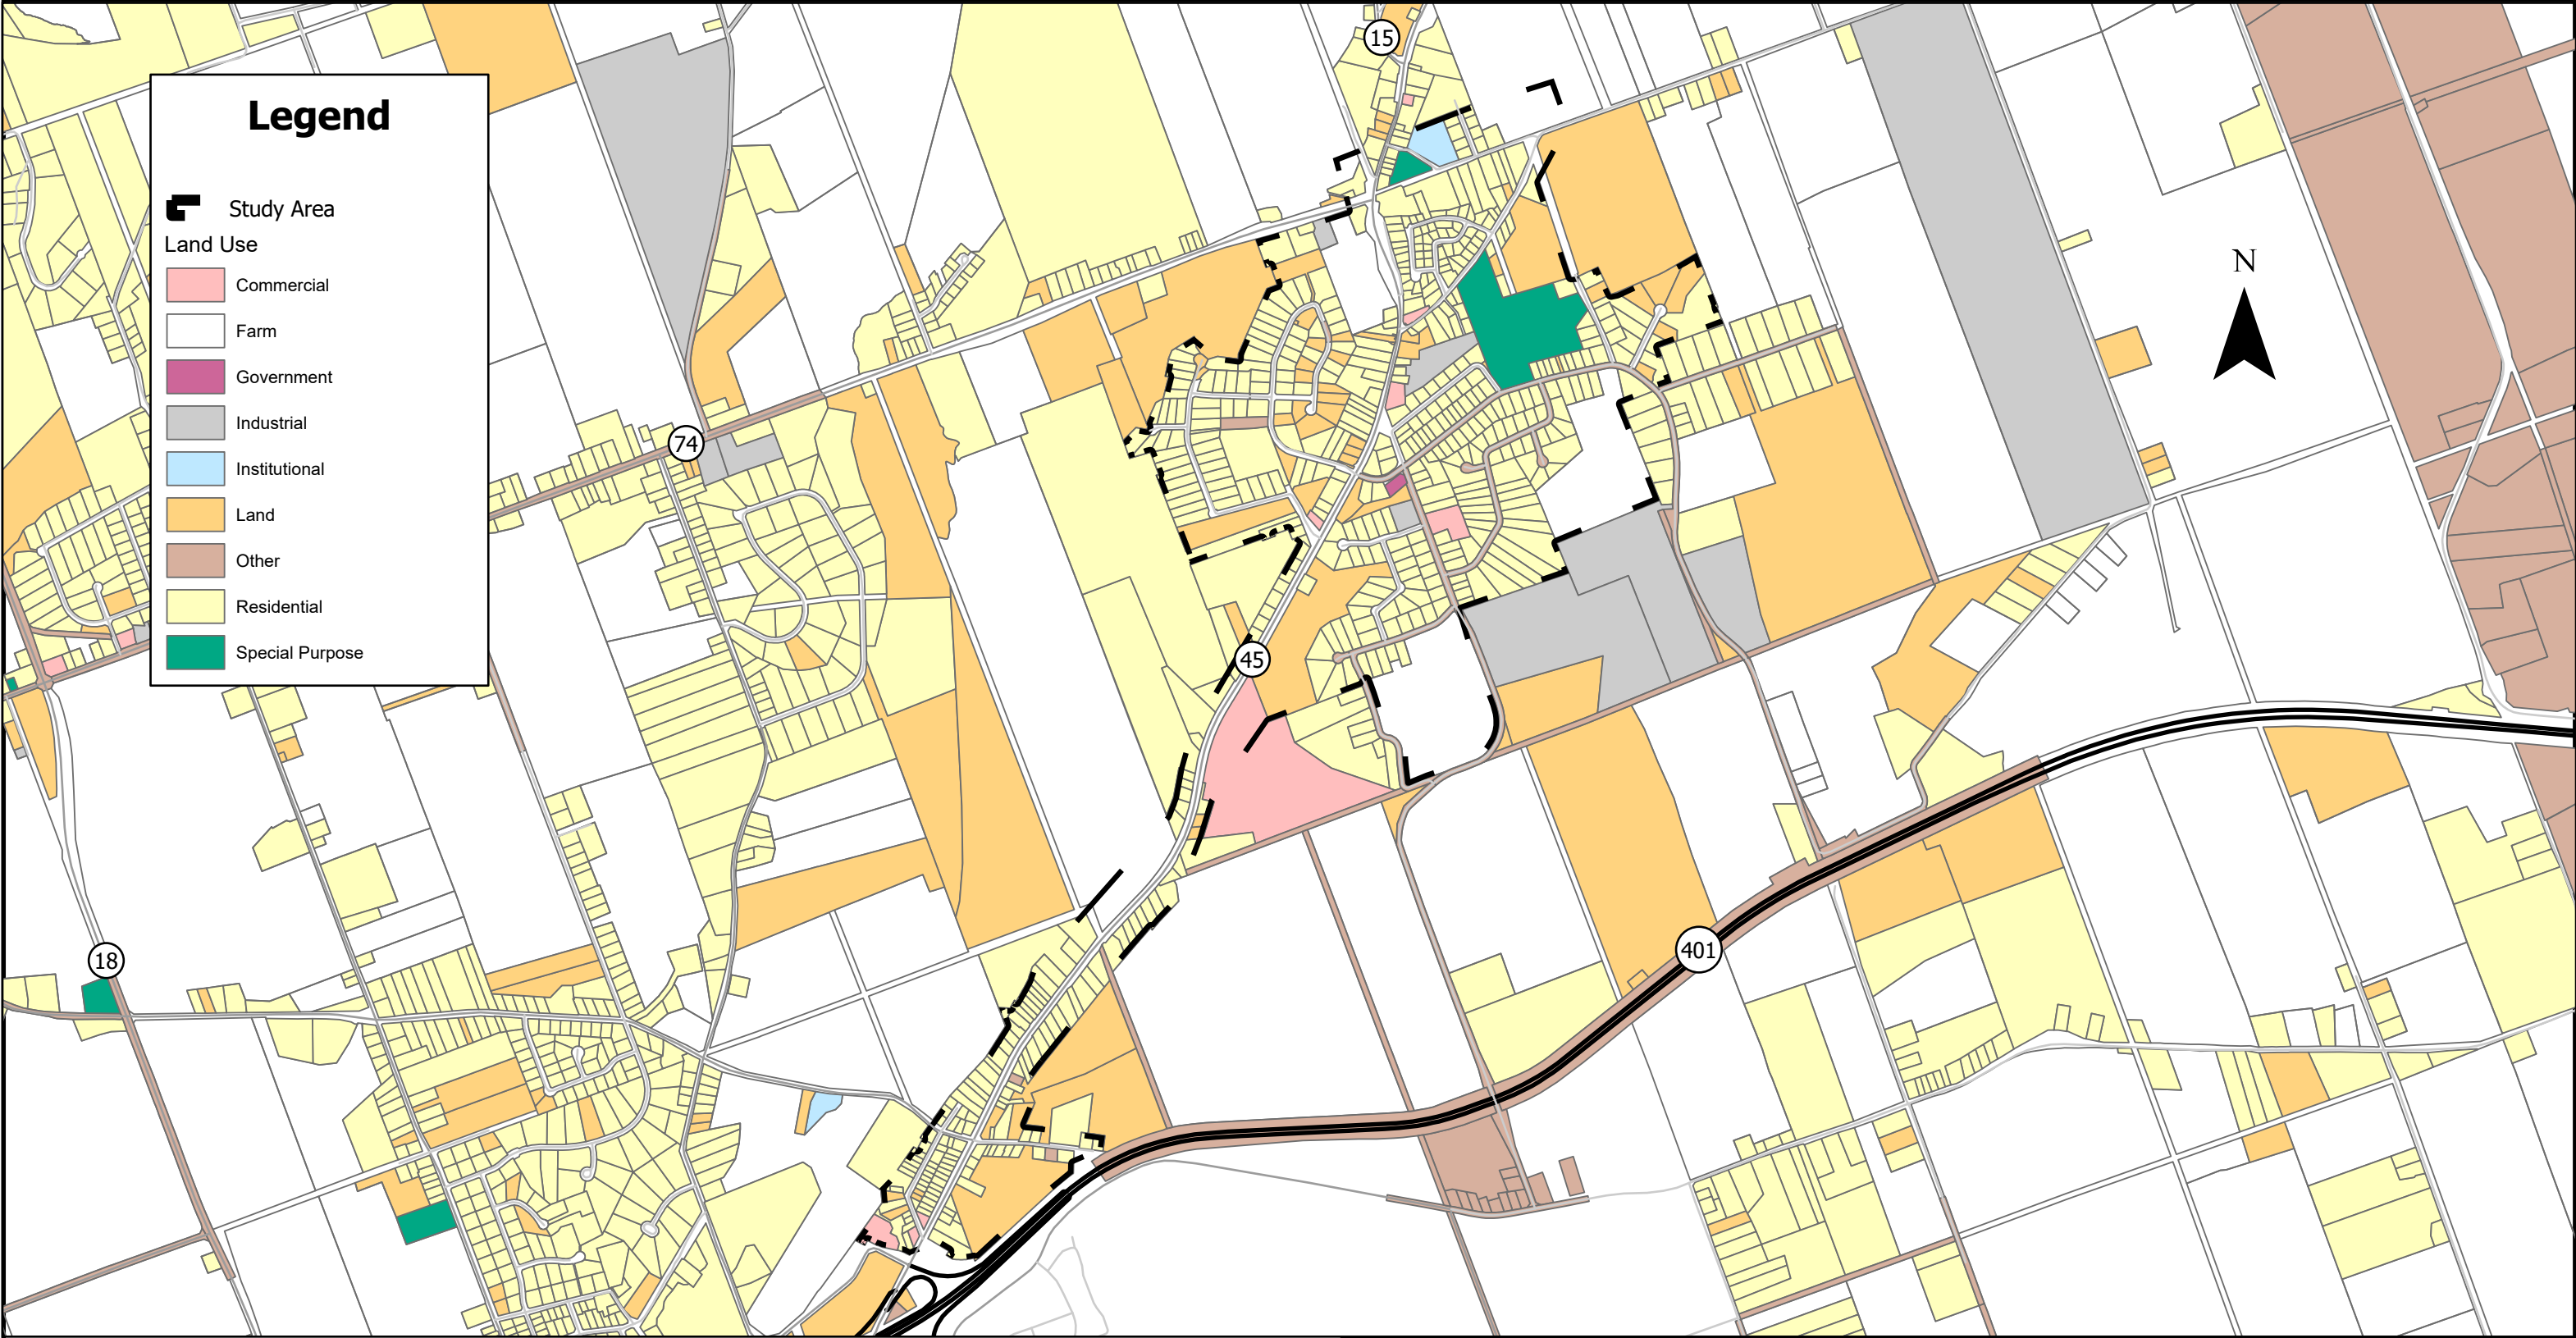 15
Legend
Study Area
Land Use
Commercial
Farm
Government
Industrial
Institutional
Land
Other
Residential
Special Purpose
N
74
45
401
18